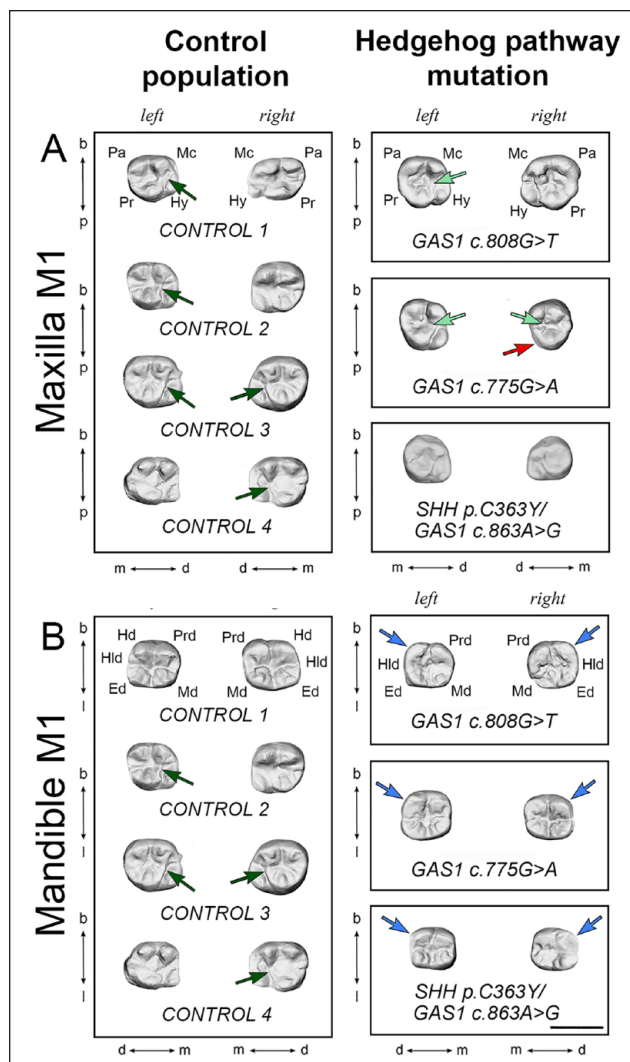 Control population
Hedgehog pathway mutation
left right
left right
A
Maxilla M1
b
p
Pa Mc Mc Pa
Pr Hy Hy Pr
CONTROL 1
b
p
CONTROL 2
CONTROL 3
b
p
CONTROL 4
m d d m
b
p
Pa Mc Mc Pa
Pr Hy Hy Pr
GAS1 c.808G>T
b
p
GAS1 c.775G>A
b
p
SHH p.C363Y/
GAS1 c.863A>G
m d d m
left right
B
Mandible M1
b
l
Hd Prd Prd Hd
Hld Hld
Ed Md Md Ed
CONTROL 1
b
l
CONTROL 2
CONTROL 3
b
l
CONTROL 4
d m m d
b
l
Prd Prd
Hld Hld
Ed Md Md Ed
GAS1 c.808G>T
b
l
GAS1 c.775G>A
b
l
SHH p.C363Y/
GAS1 c.863A>G
d m m d